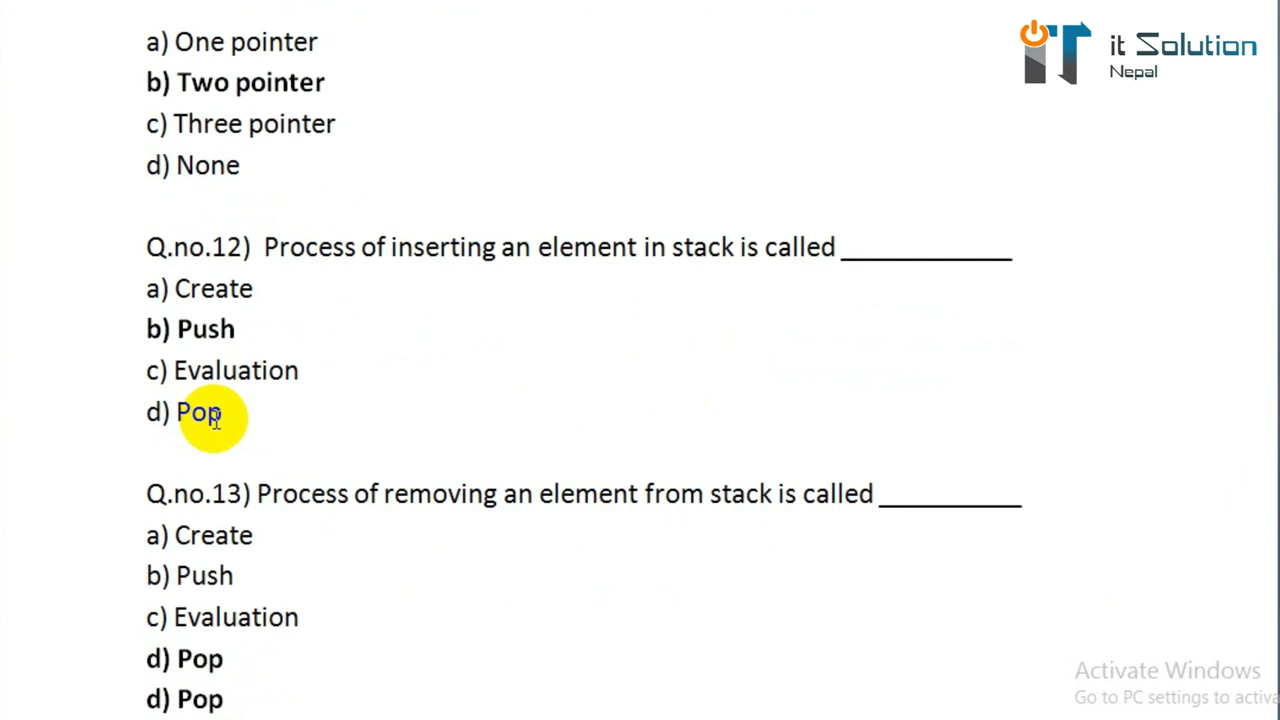 a) One pointer
b) Two pointer
c) Three pointer
d) None
it Solution
Nepal
Q.no.12)  Process of inserting an element in stack is called ____________
a) Create
b) Push
c) Evaluation
d) Pop
Q.no.13) Process of removing an element from stack is called __________
a) Create
b) Push
c) Evaluation
d) Pop
d) Pop
Activate Windows
Go to PC settings to activa